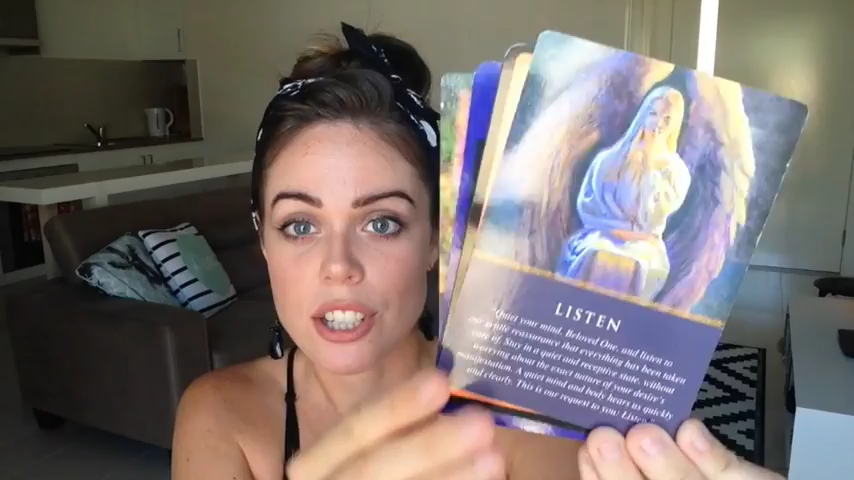 LISTEN
"Quiet your mind, Beloved One, and listen to
our gentle reassurance that everything has been taken
care of. Stay in a quiet and receptive state, without
worrying about the exact nature of your desire's
manifestation. A quiet mind and body hears us quickly
and clearly. This is our request to you: Listen."